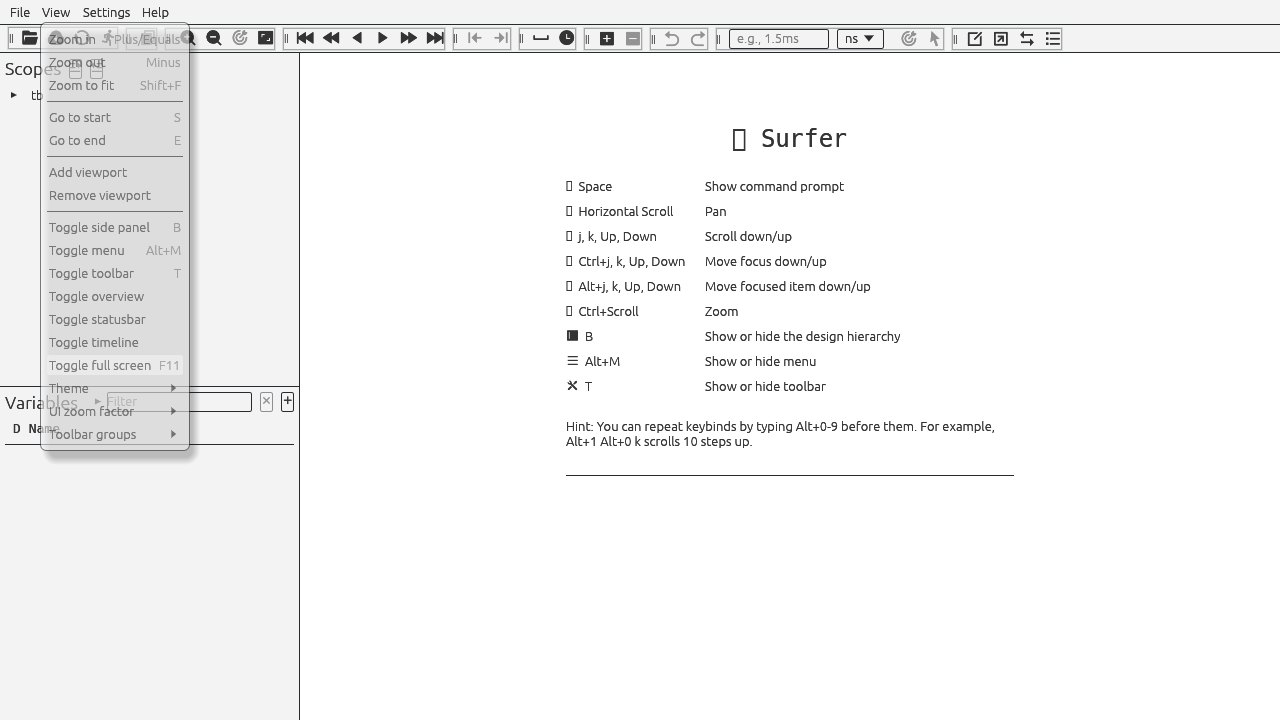 File View Settings Help
e.g., 1.5ms ns
Scopes
tb
Zoom in Plus/Equals
Zoom out Minus
Zoom to fit Shift+F
Go to start S
Go to end E
Add viewport
Remove viewport
Toggle side panel B
Toggle menu Alt+M
Toggle toolbar T
Toggle overview
Toggle statusbar
Toggle timeline
Toggle full screen F11
Theme
UI zoom factor
Toolbar groups
Variables Filter
D Name
Surfer
Space Show command prompt
Horizontal Scroll Pan
j, k, Up, Down Scroll down/up
Ctrl+j, k, Up, Down Move focus down/up
Alt+j, k, Up, Down Move focused item down/up
Ctrl+Scroll Zoom
B Show or hide the design hierarchy
Alt+M Show or hide menu
T Show or hide toolbar
Hint: You can repeat keybinds by typing Alt+0-9 before them. For example,
Alt+1 Alt+0 k scrolls 10 steps up.